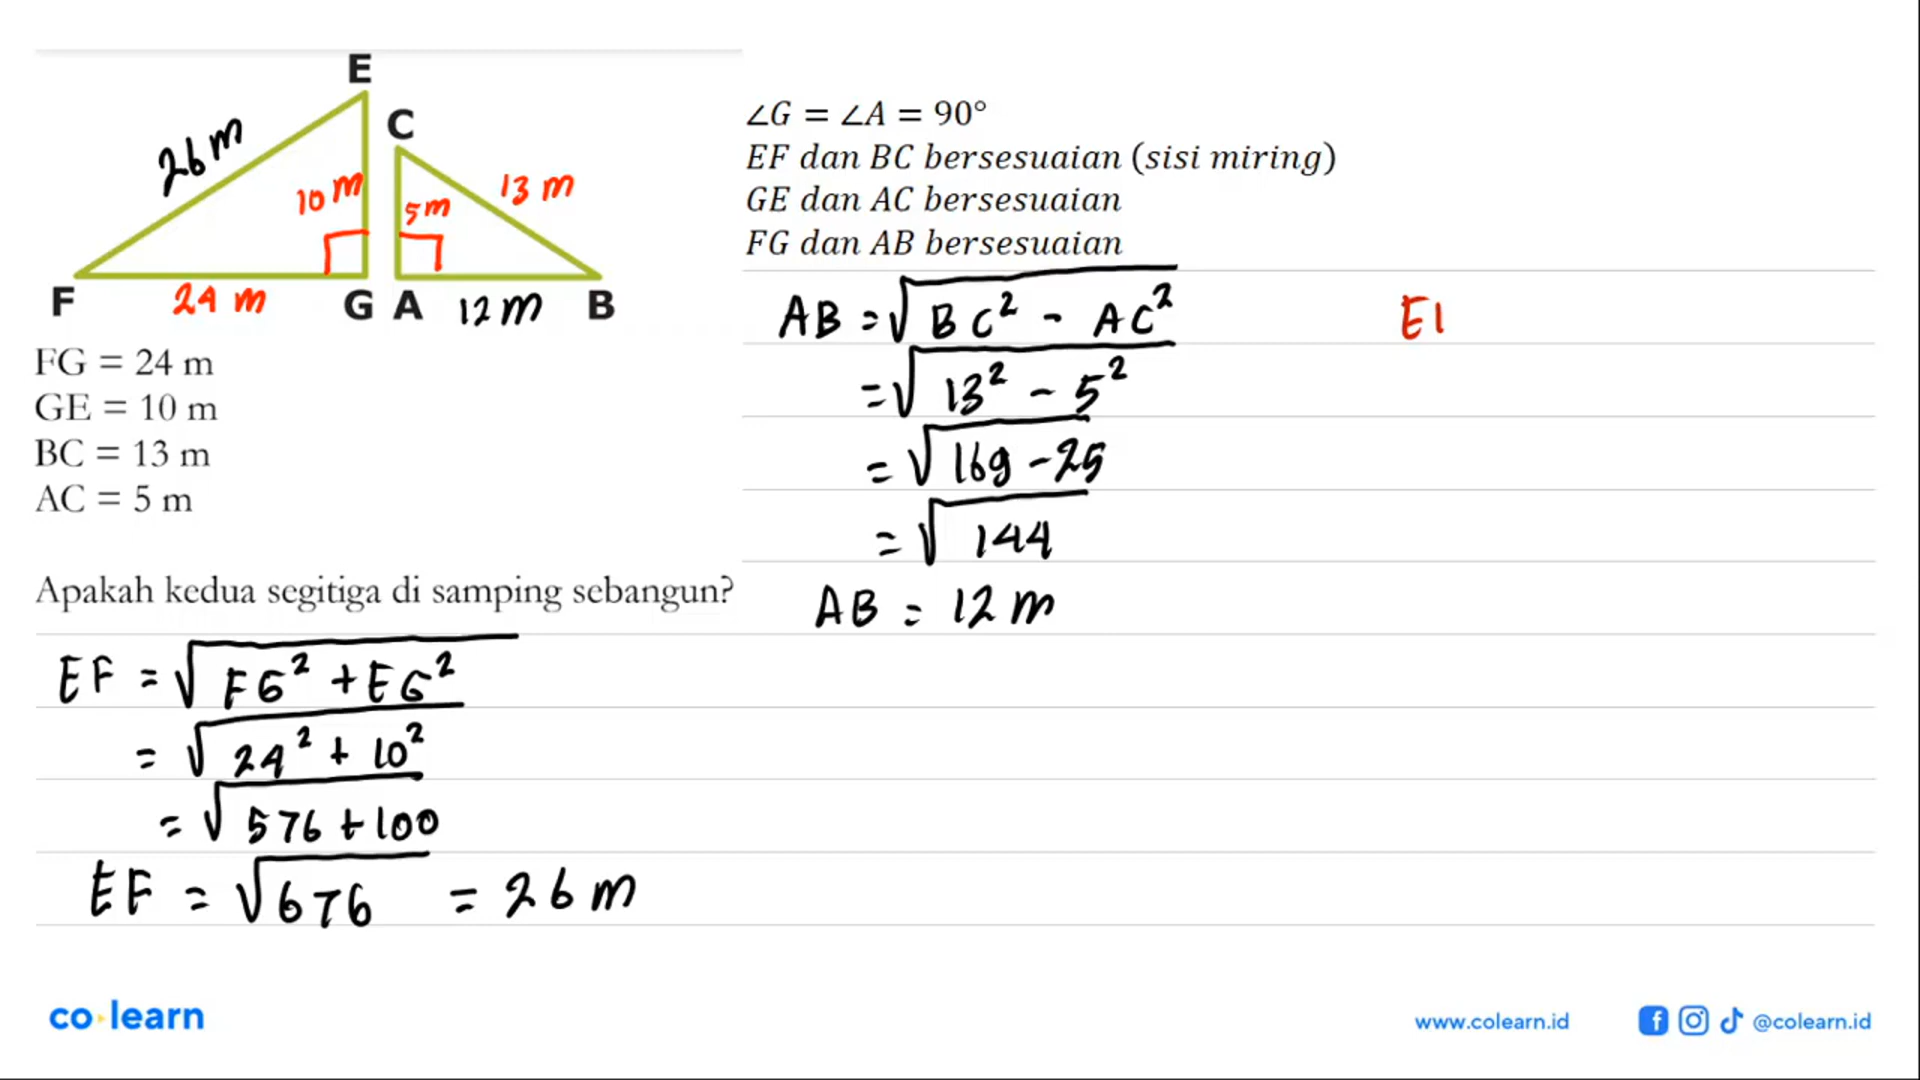 E
C
26 m
10 m
5 m
13 m
F
24 m
G
A
12 m
B
FG = 24 m
GE = 10 m
BC = 13 m
AC = 5 m
Apakah kedua segitiga di samping sebangun?
EF = √FG² + EG²
= √24² + 10²
= √576 + 100
EF = √676 = 26 m
∠G = ∠A = 90°
EF dan BC bersesuaian (sisi miring)
GE dan AC bersesuaian
FG dan AB bersesuaian
AB = √BC² - AC²
= √13² - 5²
= √169 - 25
= √144
AB = 12 m
co learn
www.colearn.id
@colearn.id